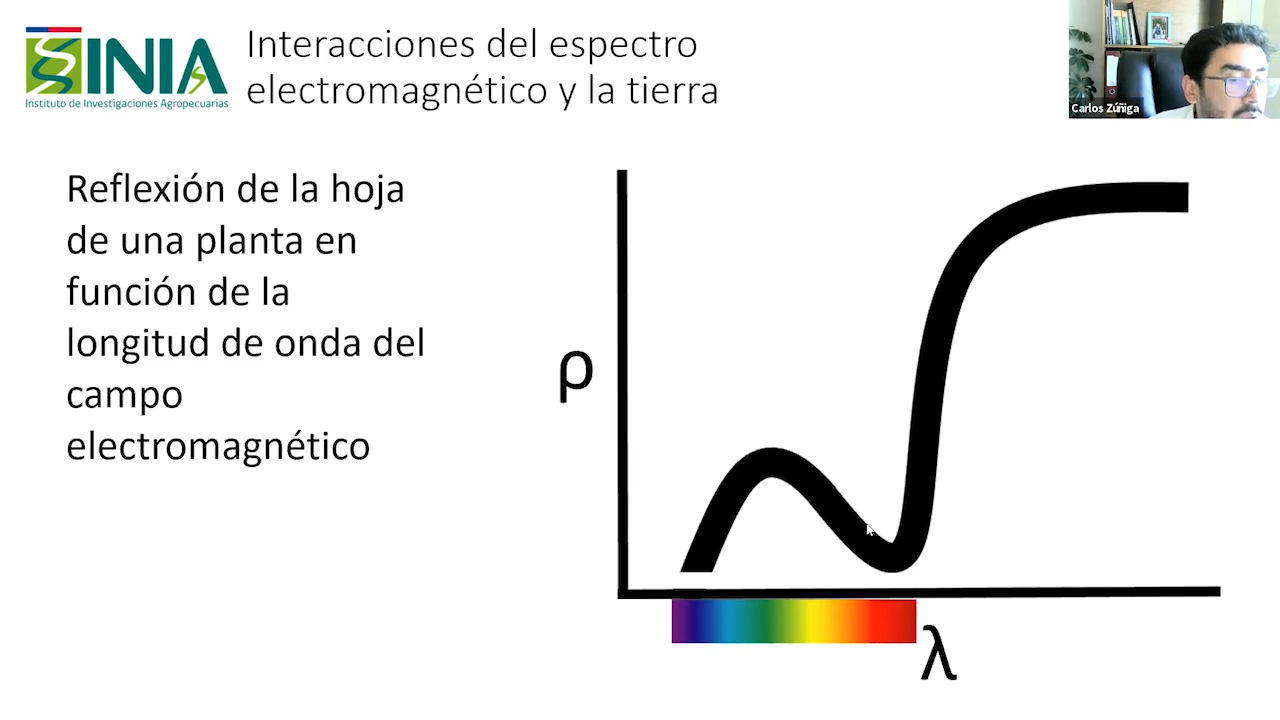 INIA
Instituto de Investigaciones Agropecuarias
Interacciones del espectro
electromagnético y la tierra
Carlos Zúñiga
Reflexión de la hoja
de una planta en
función de la
longitud de onda del
campo
electromagnético
ρ
λ